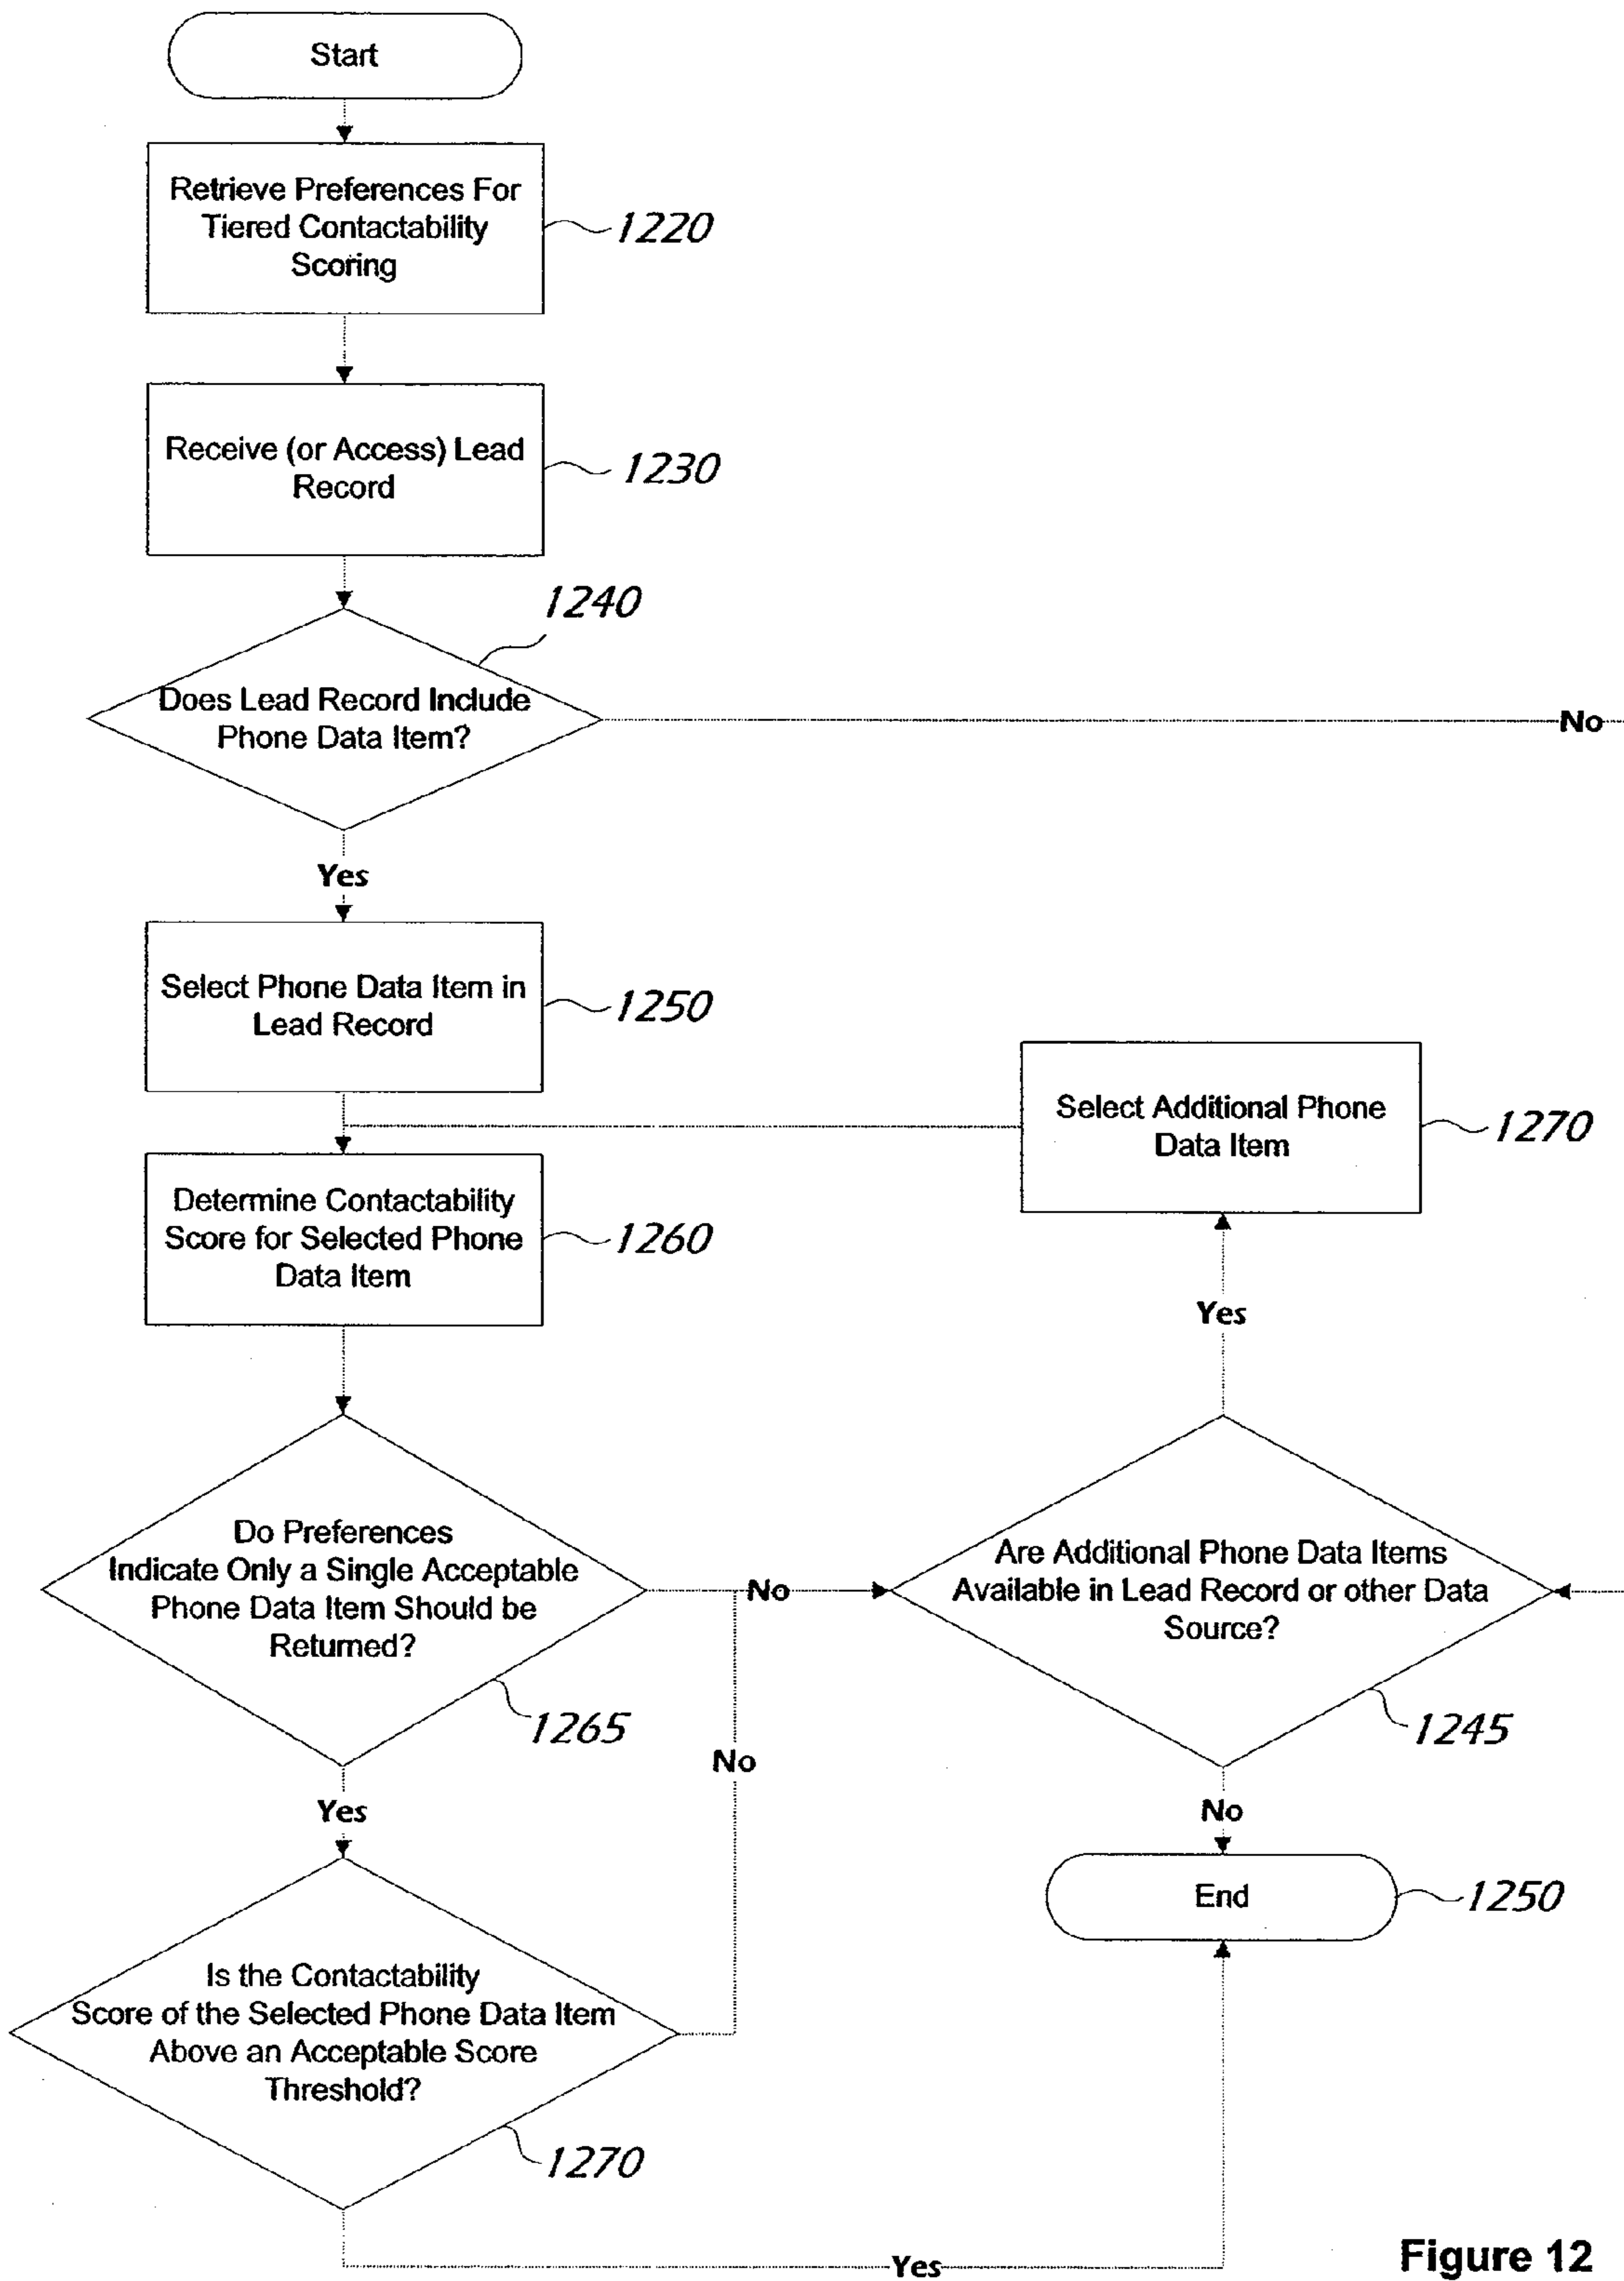 Start
Retrieve Preferences For
Tiered Contactability
Scoring
1220
Receive (or Access) Lead
Record
1230
1240
Does Lead Record Include
Phone Data Item?
No
Yes
Select Phone Data Item in
Lead Record
1250
Select Additional Phone
Data Item
1270
Determine Contactability
Score for Selected Phone
Data Item
1260
Yes
Do Preferences
Indicate Only a Single Acceptable
Phone Data Item Should be
Returned?
1265
No
Are Additional Phone Data Items
Available in Lead Record or other Data
Source?
1245
No
Yes
No
End
1250
Is the Contactability
Score of the Selected Phone Data Item
Above an Acceptable Score
Threshold?
1270
Yes
Figure 12